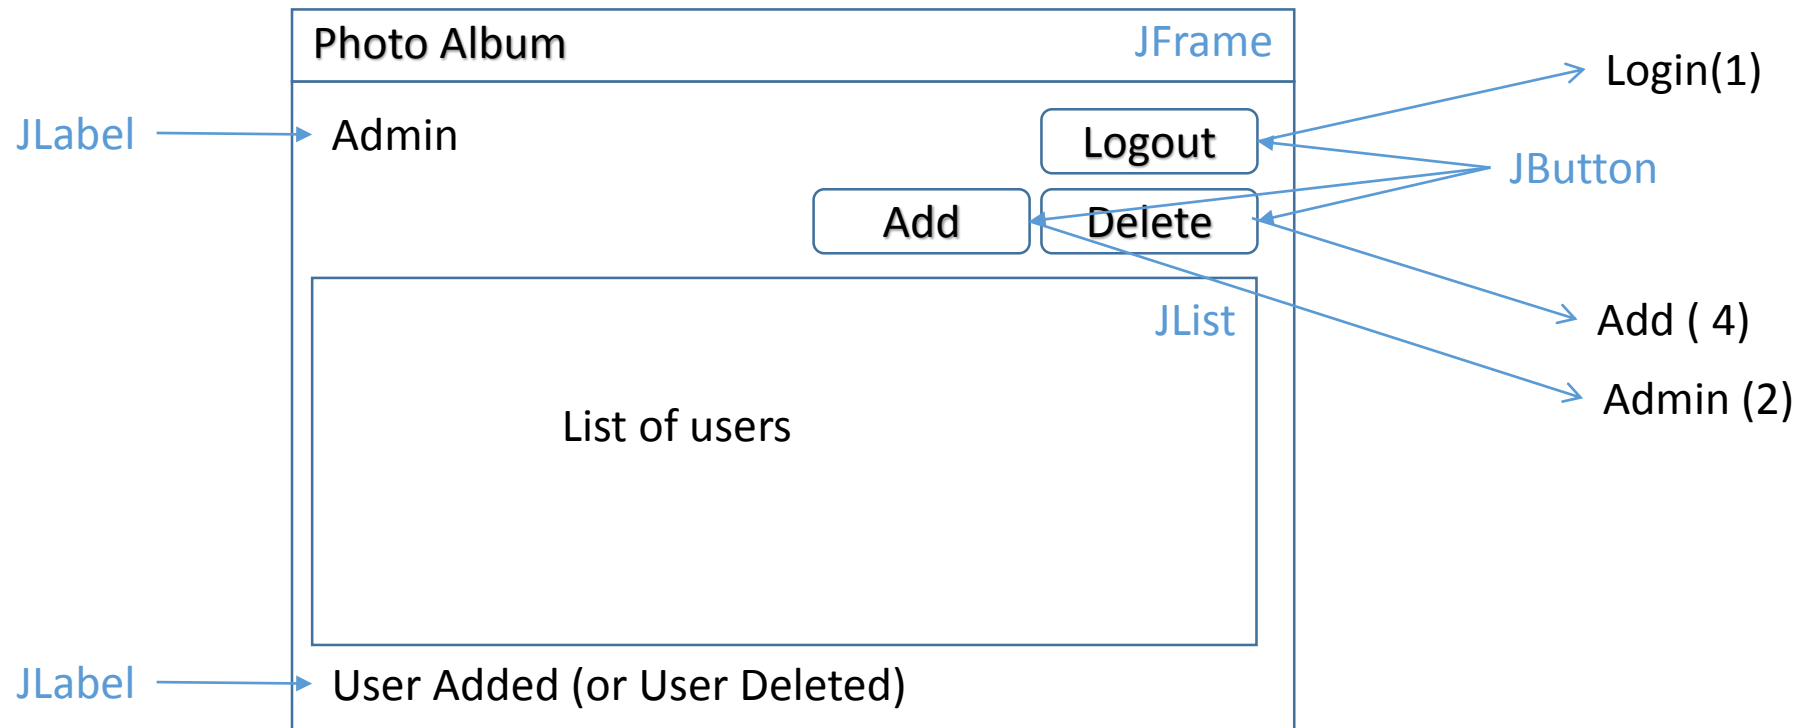 Photo Album
JFrame
Login(1)
JLabel
Admin
Logout
JButton
Add
Delete
JList
Add ( 4)
Admin (2)
List of users
JLabel
User Added (or User Deleted)